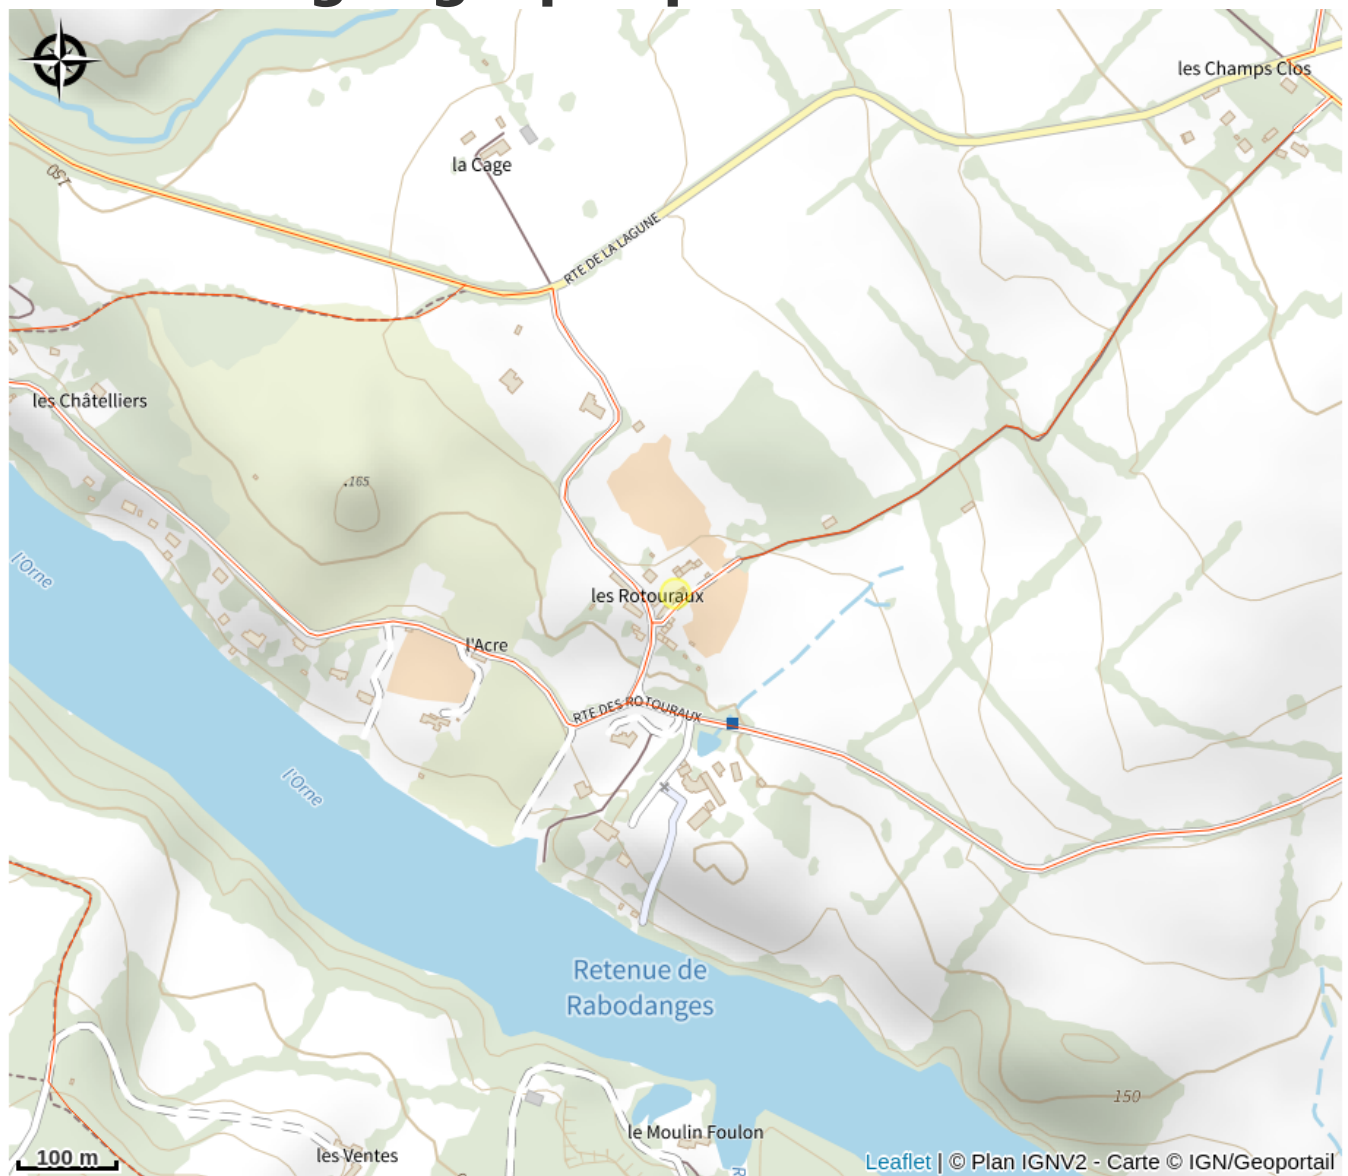 les Champs Clos
la Cage
150
RTE DE LA LAGUNE
les Châtelliers
.165
l'Orne
les Rotouraux
l'Acre
RTE DES ROTOURAUX
l'Orne
Retenue de
Rabodanges
150
le Moulin Foulon
les Ventes
100 m
Leaflet | © Plan IGNV2 - Carte © IGN/Geoportail